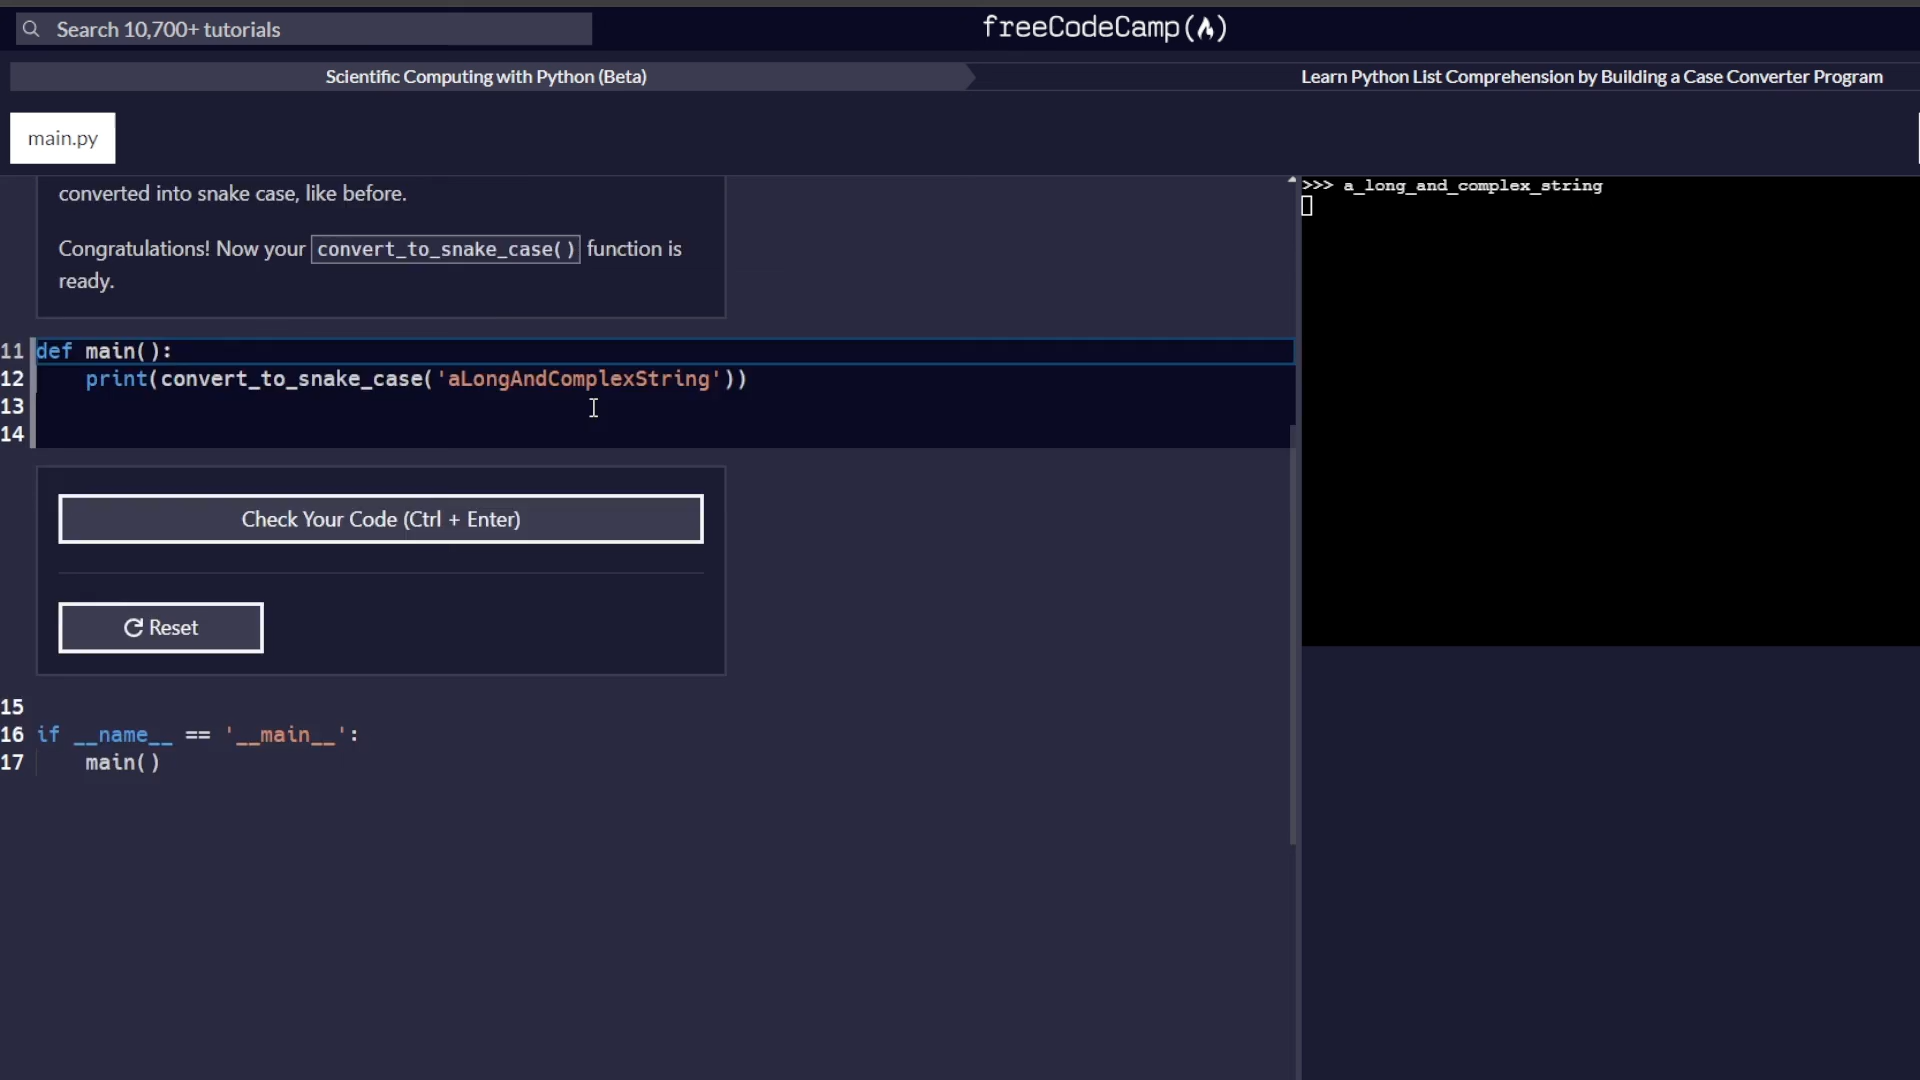 Search 10,700+ tutorials
freeCodeCamp
Scientific Computing with Python (Beta)
Learn Python List Comprehension by Building a Case Converter Program
main.py
converted into snake case, like before.
Congratulations! Now your convert_to_snake_case() function is
ready.
11 def main():
12 print(convert_to_snake_case('aLongAndComplexString'))
13
14
Check Your Code (Ctrl + Enter)
Reset
15
16 if __name__ == '__main__':
17 main()
>>> a_long_and_complex_string